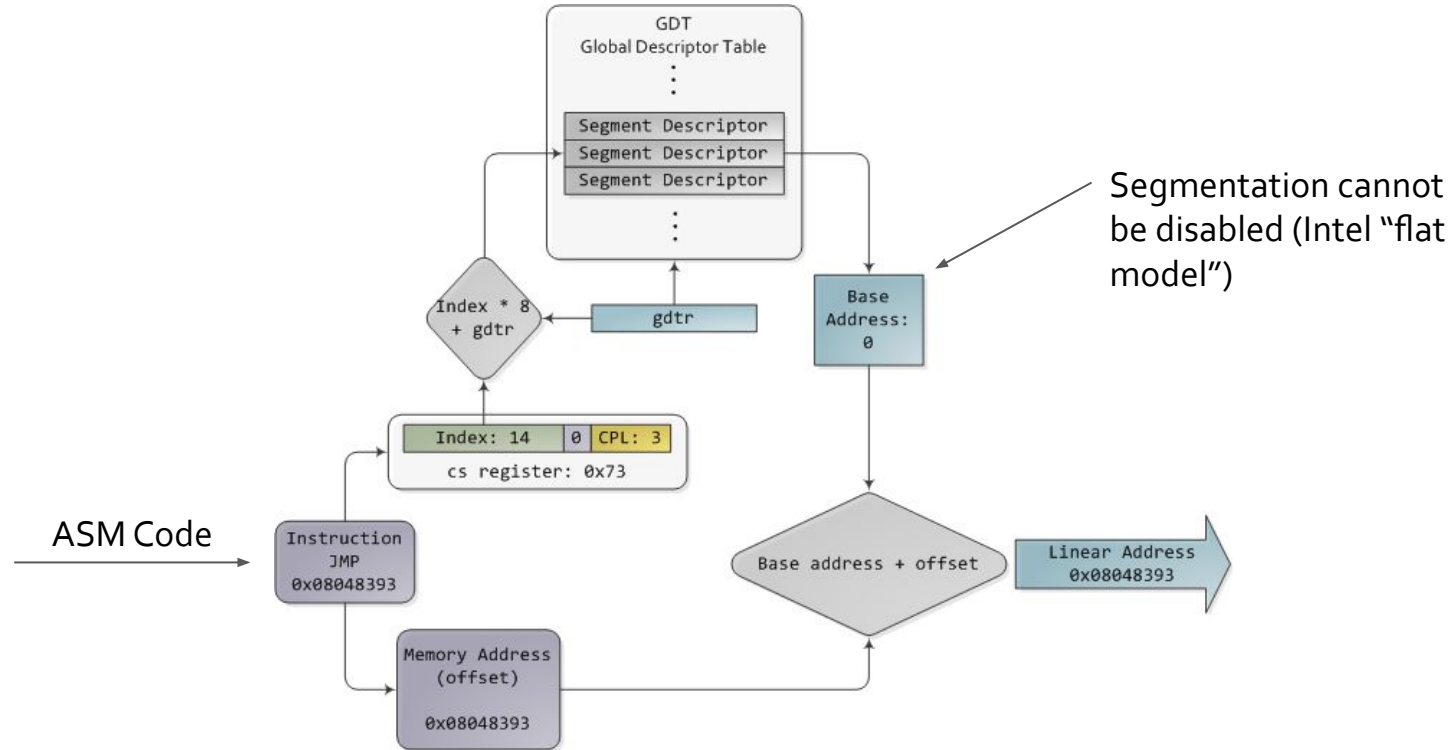 GDT
Global Descriptor Table
Segment Descriptor
Segment Descriptor
Segment Descriptor
Segmentation cannot
be disabled (Intel “flat
model”)
Index * 8
+ gdtr
gdtr
Base
Address:
0
Index: 14 0 CPL: 3
cs register: 0x73
ASM Code
Instruction
JMP
0x08048393
Base address + offset
Linear Address
0x08048393
Memory Address
(offset)
0x08048393